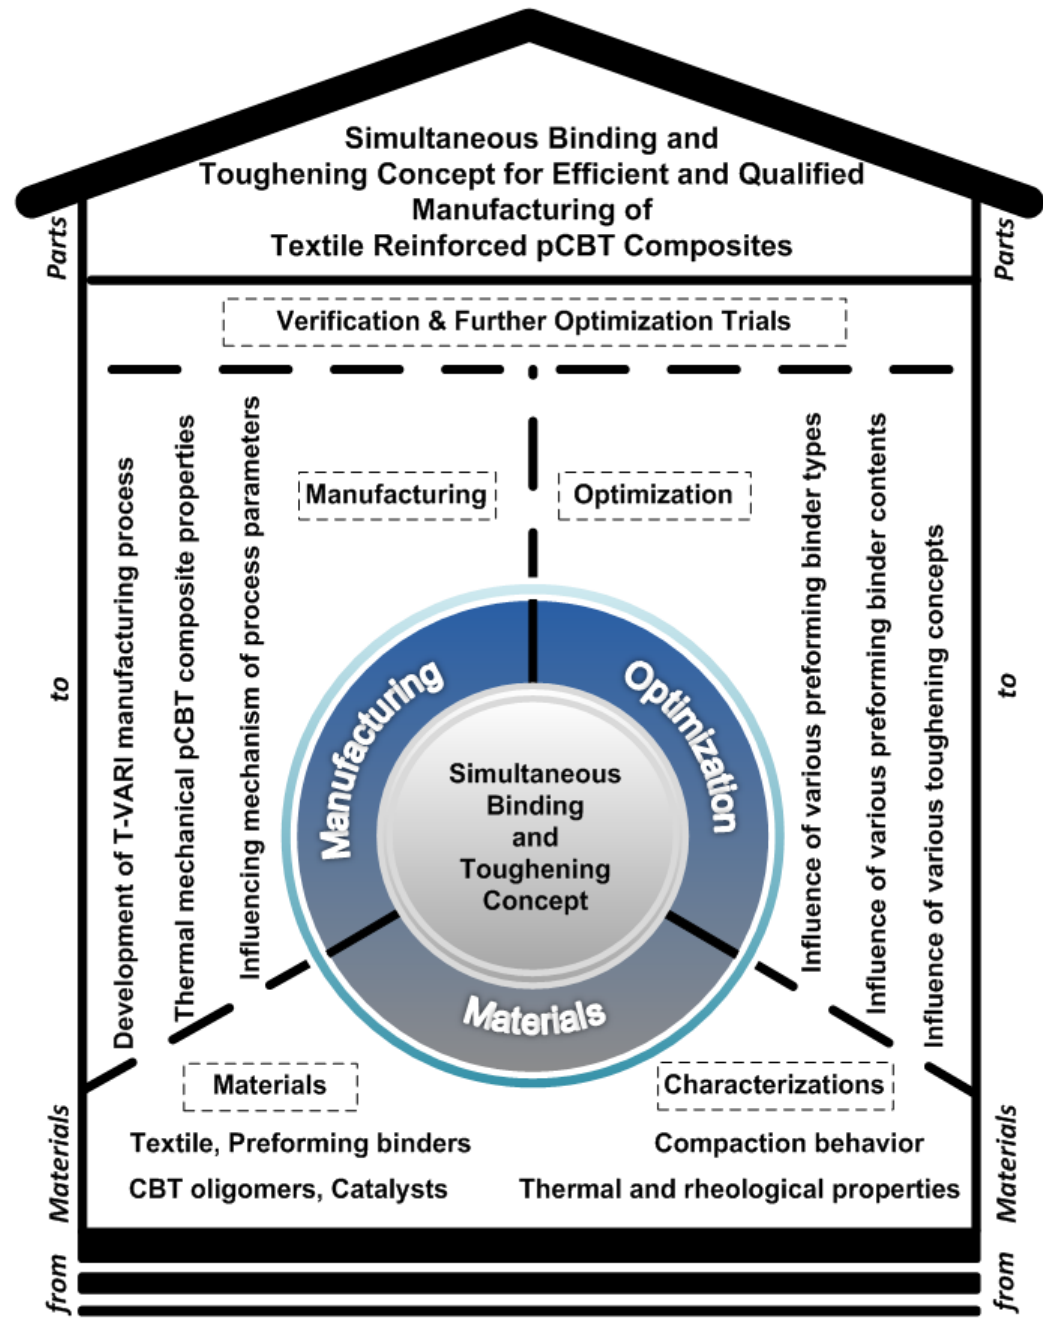 Simultaneous Binding and
Toughening Concept for Efficient and Qualified
Manufacturing of
Textile Reinforced pCBT Composites
Parts
Parts
Verification & Further Optimization Trials
Manufacturing
Optimization
Development of T-VARI manufacturing process
Thermal mechanical pCBT composite properties
Influencing mechanism of process parameters
Influence of various preforming binder types
Influence of various preforming binder contents
Influence of various toughening concepts
to
to
Manufacturing
Optimization
Simultaneous
Binding
and
Toughening
Concept
Materials
Materials
Characterizations
Textile, Preforming binders
Compaction behavior
CBT oligomers, Catalysts
Thermal and rheological properties
Materials
Materials
from
from